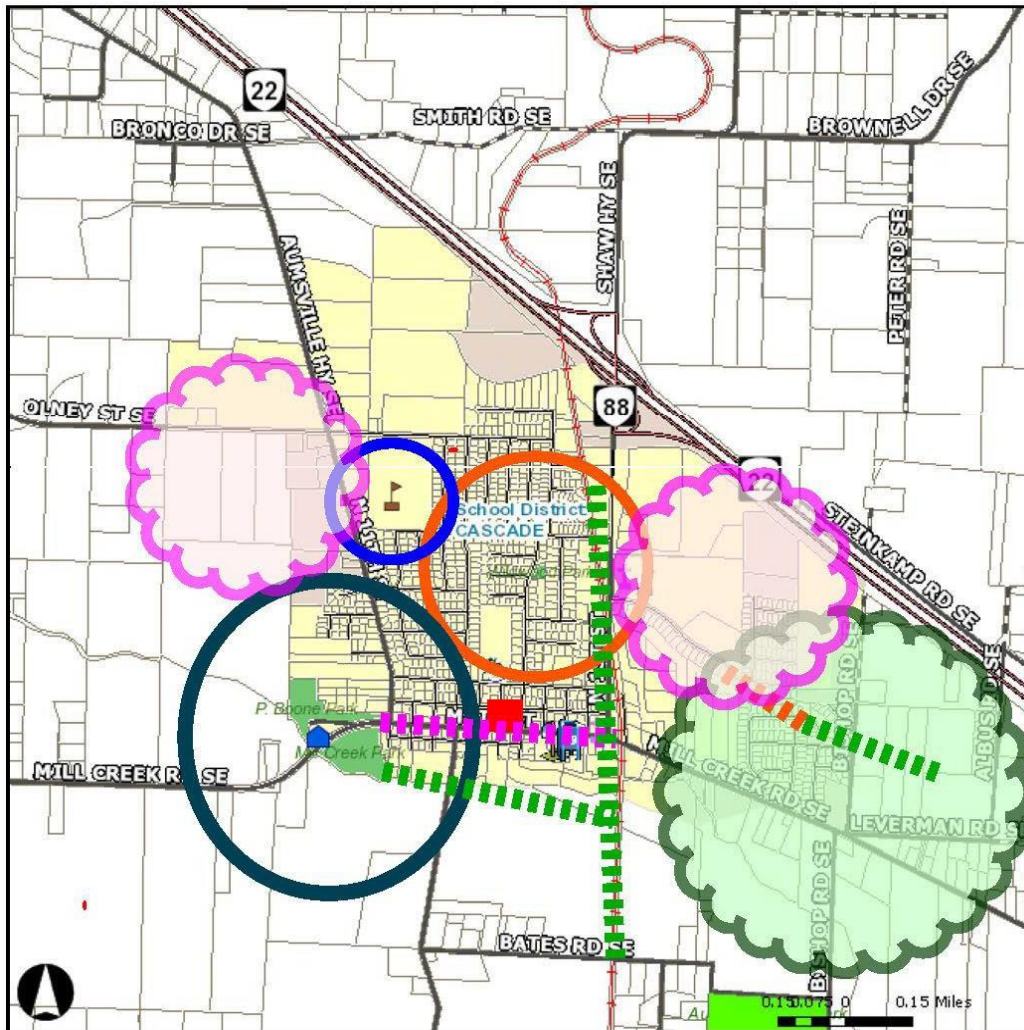 22
SMITH RD SE
BRONCO DR SE
BROWNELL DR SE
SHAW HY SE
PETER RD SE
AUMSVILLE HY SE
88
OLNEY ST SE
22
School District
CASCADE
STEINKAMP RD SE
P. Boone Park
Mill Creek Park
MILL CREEK RD SE
MILL CREEK RD SE
BISHOP RD SE
ALBUS RD SE
LEVERMAN RD S
BISHOP RD SE
BATES RD SE
0.15 0.075 0 0.15 Miles